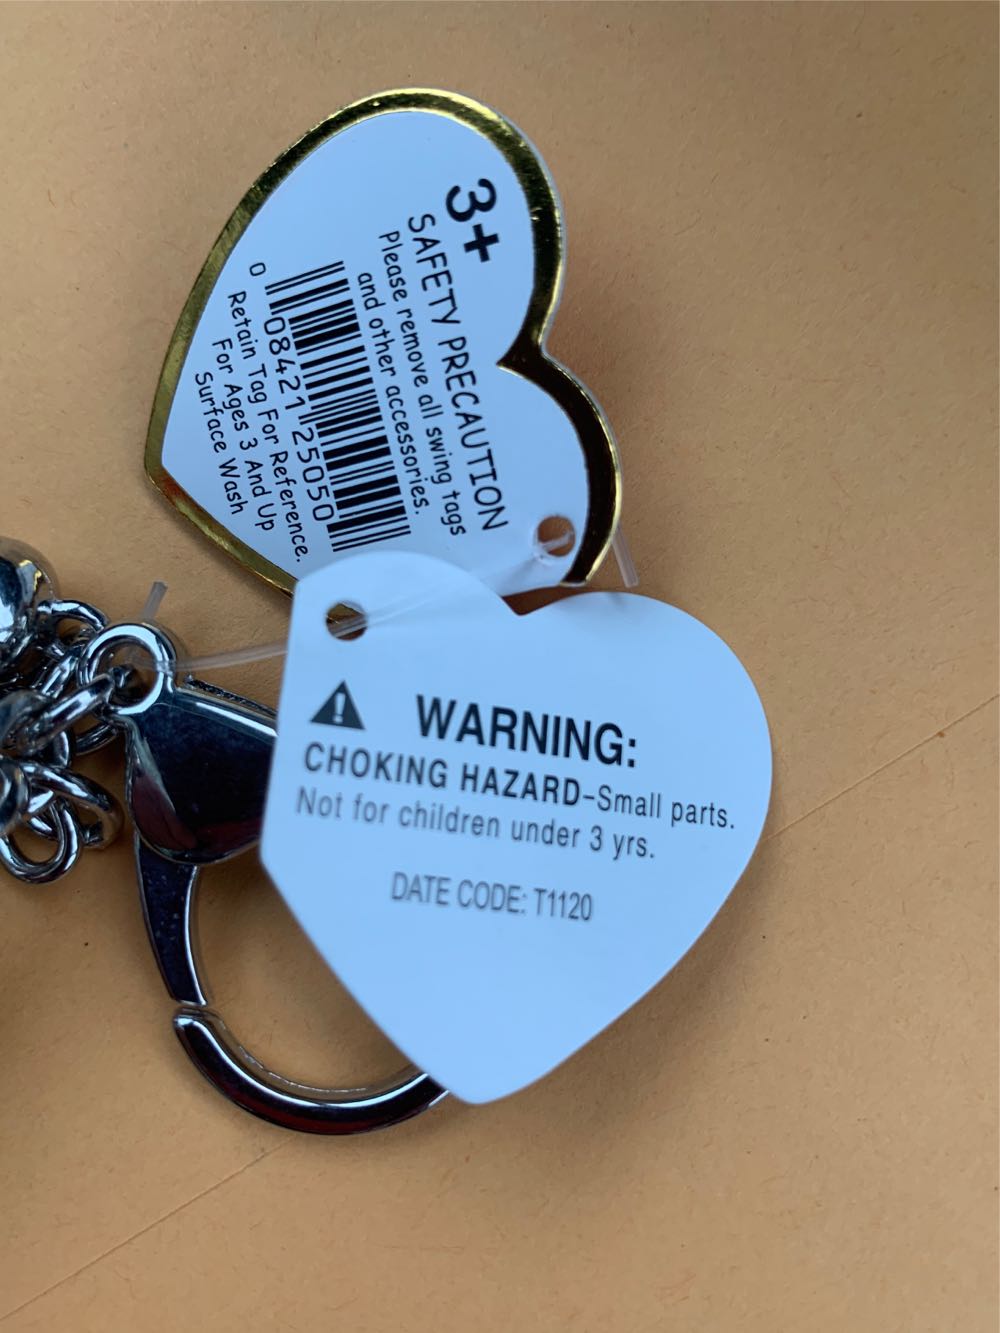 3+
SAFETY PRECAUTION
Please remove all swing tags
and other accessories.
0 08421 25050
Retain Tag For Reference.
For Ages 3 And Up
Surface Wash
WARNING:
CHOKING HAZARD-Small parts.
Not for children under 3 yrs.
DATE CODE: T1120